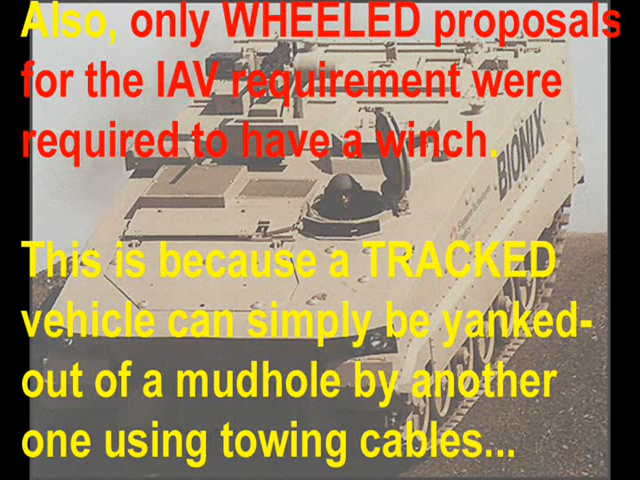 Also, only WHEELED proposals
for the IAV requirement were
required to have a winch.
BIONIX
This is because a TRACKED
vehicle can simply be yanked-
out of a mudhole by another
one using towing cables...